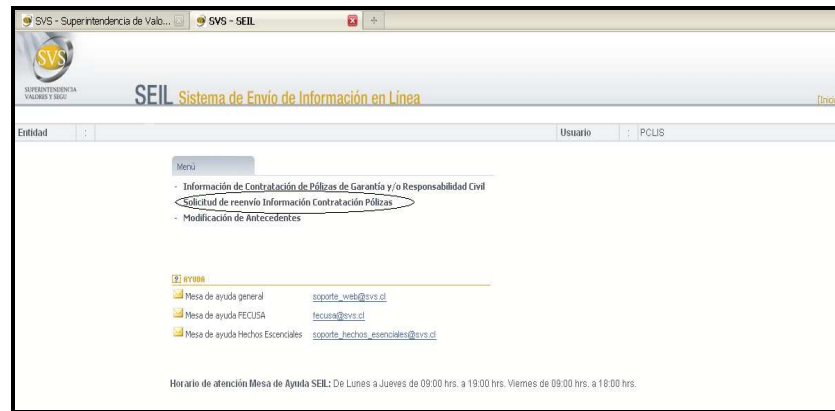 SVS - Superintendencia de Valo...
SVS - SEIL
SVS
SUPERINTENDENCIA
VALORES Y SEGU
SEIL Sistema de Envío de Información en Línea
[Inici
Entidad :
Usuario : PCLIS
Menú
- Información de Contratación de Pólizas de Garantía y/o Responsabilidad Civil
Solicitud de reenvío Información Contratación Pólizas
- Modificación de Antecedentes
? AYUDA
Mesa de ayuda general soporte_web@svs.cl
Mesa de ayuda FECUSA fecusa@svs.cl
Mesa de ayuda Hechos Escenciales soporte_hechos_esenciales@svs.cl
Horario de atención Mesa de Ayuda SEIL: De Lunes a Jueves de 09:00 hrs. a 19:00 hrs. Viernes de 09:00 hrs. a 18:00 hrs.